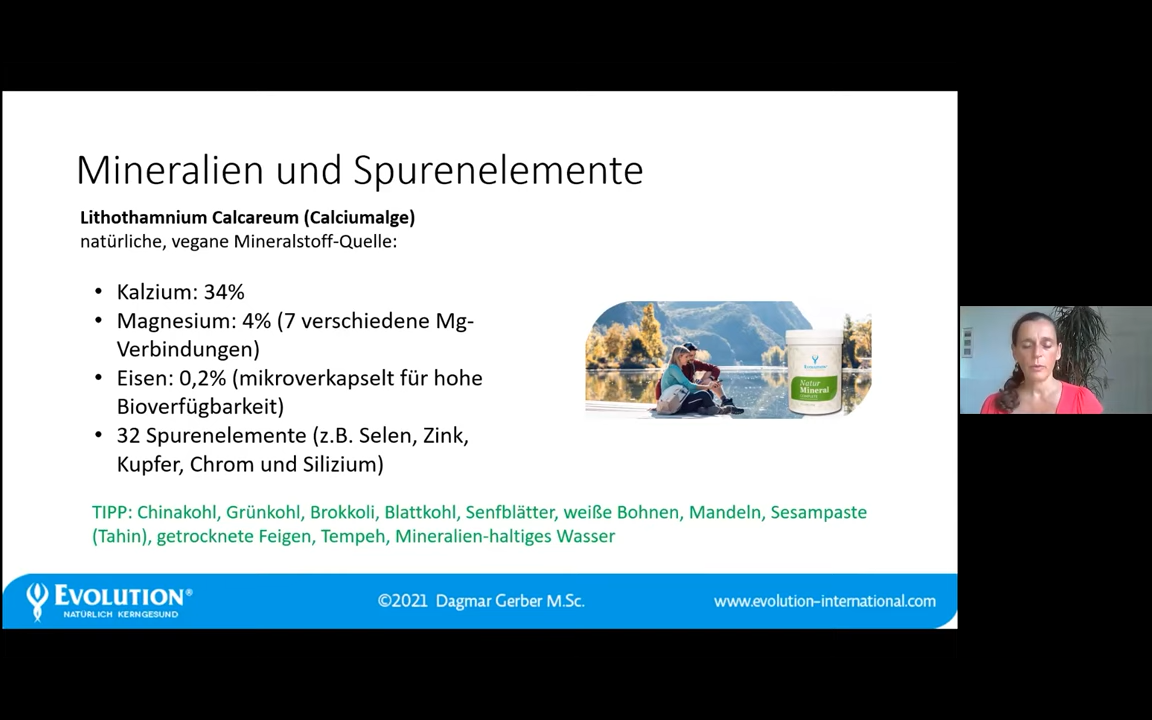 Mineralien und Spurenelemente
Lithothamnium Calcareum (Calciumalge)
natürliche, vegane Mineralstoff-Quelle:
• Kalzium: 34%
• Magnesium: 4% (7 verschiedene Mg-
Verbindungen)
• Eisen: 0,2% (mikroverkapselt für hohe
Bioverfügbarkeit)
• 32 Spurenelemente (z.B. Selen, Zink,
Kupfer, Chrom und Silizium)
EVOLUTION
Natur
Mineral
TIPP: Chinakohl, Grünkohl, Brokkoli, Blattkohl, Senfblätter, weiße Bohnen, Mandeln, Sesampaste
(Tahin), getrocknete Feigen, Tempeh, Mineralien-haltiges Wasser
EVOLUTION®
NATÜRLICH KERNGESUND
©2021 Dagmar Gerber M.Sc.
www.evolution-international.com